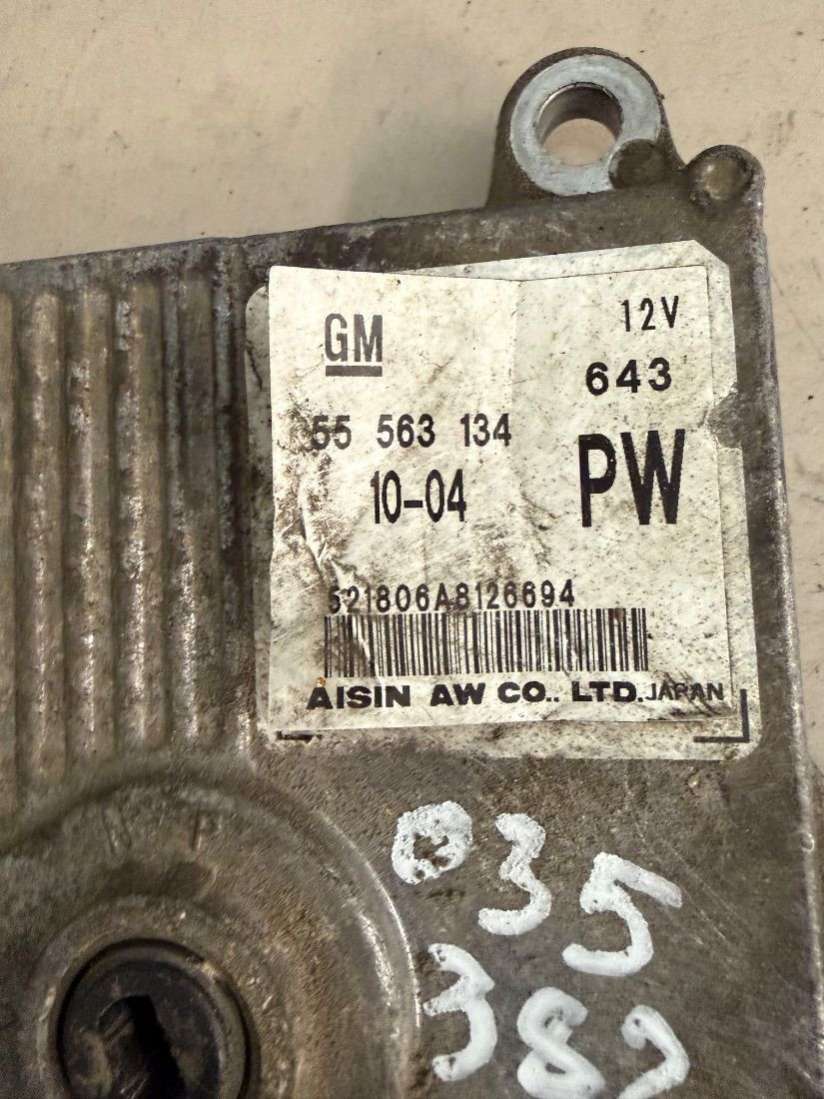 GM
12V
643
55 563 134
10-04
PW
521806A8126694
AISIN AW CO., LTD. JAPAN
N P
035
382